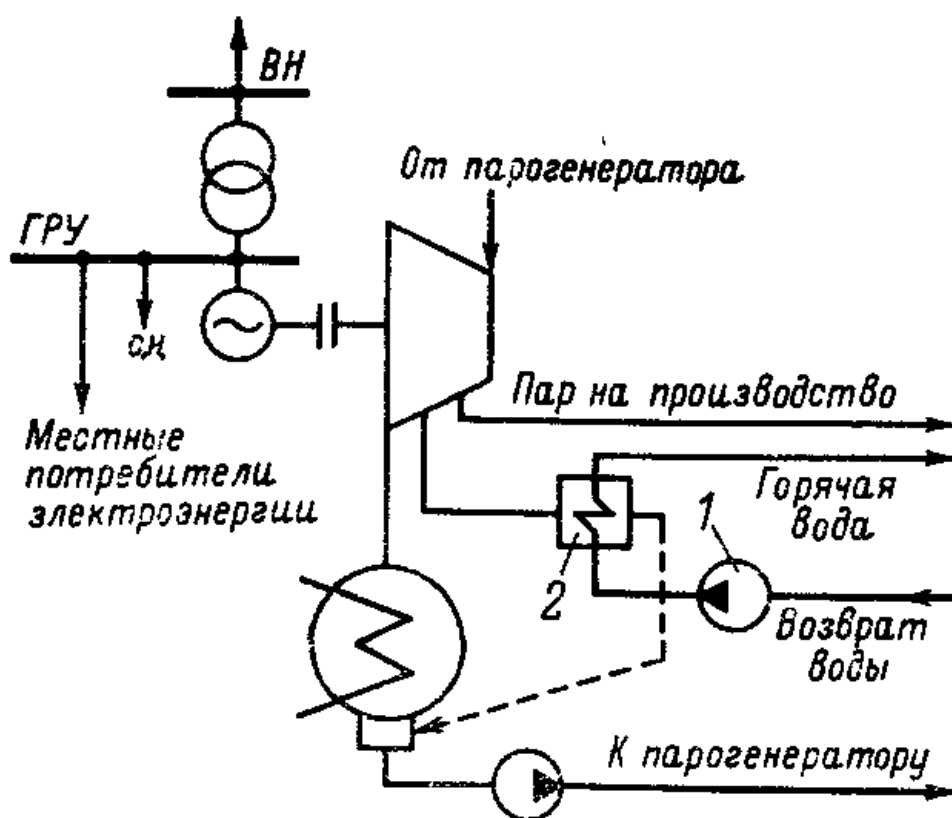 ВН
От парогенератора
ГРУ
сн
Местные
потребители
электроэнергии
Пар на производство
Горячая
вода
1
2
Возврат
воды
К парогенератору